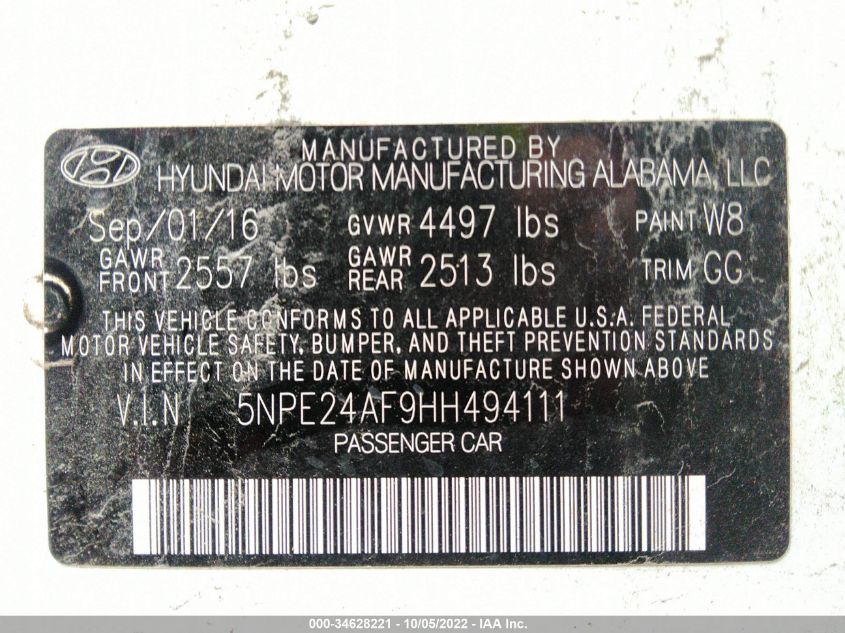 MANUFACTURED BY
HYUNDAI MOTOR MANUFACTURING ALABAMA, LLC
Sep/01/16 GVWR 4497 lbs PAINT W8
GAWR FRONT 2557 lbs GAWR REAR 2513 lbs TRIM GG
THIS VEHICLE CONFORMS TO ALL APPLICABLE U.S.A. FEDERAL
MOTOR VEHICLE SAFETY, BUMPER, AND THEFT PREVENTION STANDARDS
IN EFFECT ON THE DATE OF MANUFACTURE SHOWN ABOVE
V.I.N 5NPE24AF9HH494111
PASSENGER CAR
000-34628221 - 10/05/2022 - IAA Inc.